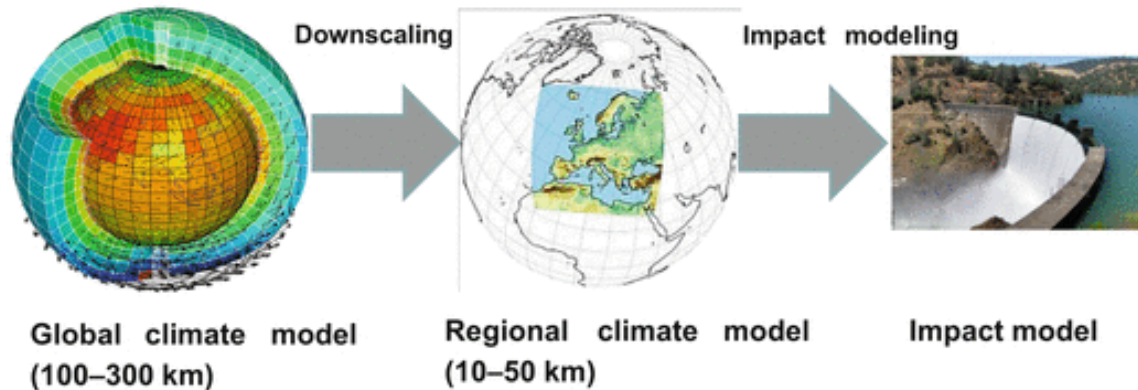 Downscaling
Impact modeling
Global climate model
(100–300 km)
Regional climate model
(10–50 km)
Impact model